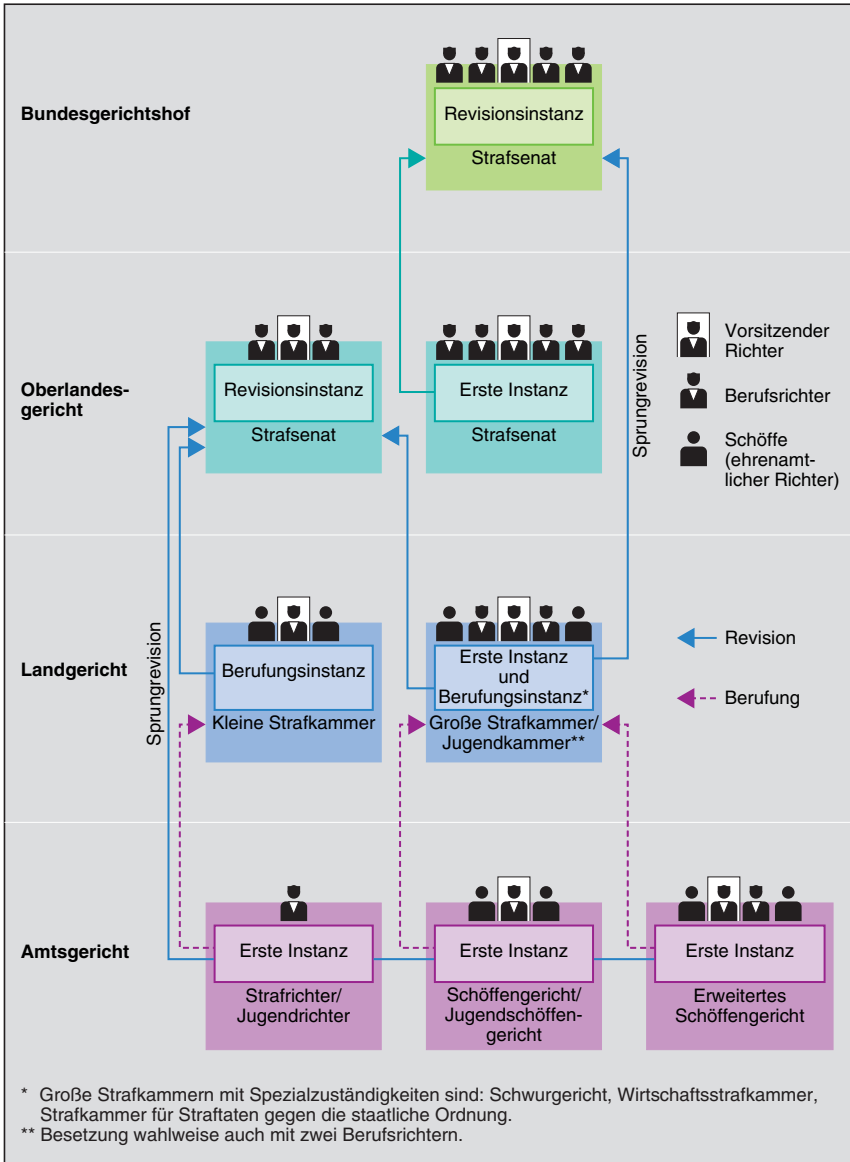 Bundesgerichtshof
Revisionsinstanz
Strafsenat
Oberlandes-
gericht
Revisionsinstanz
Strafsenat
Erste Instanz
Strafsenat
Sprungrevision
Vorsitzender
Richter
Berufsrichter
Schöffe
(ehrenamt-
licher Richter)
Landgericht
Sprungrevision
Berufungsinstanz
Kleine Strafkammer
Erste Instanz
und
Berufungsinstanz*
Große Strafkammer/
Jugendkammer**
Revision
Berufung
Amtsgericht
Erste Instanz
Strafrichter/
Jugendrichter
Erste Instanz
Schöffengericht/
Jugendschöffen-
gericht
Erste Instanz
Erweitertes
Schöffengericht
* Große Strafkammern mit Spezialzuständigkeiten sind: Schwurgericht, Wirtschaftsstrafkammer,
Strafkammer für Straftaten gegen die staatliche Ordnung.
** Besetzung wahlweise auch mit zwei Berufsrichtern.